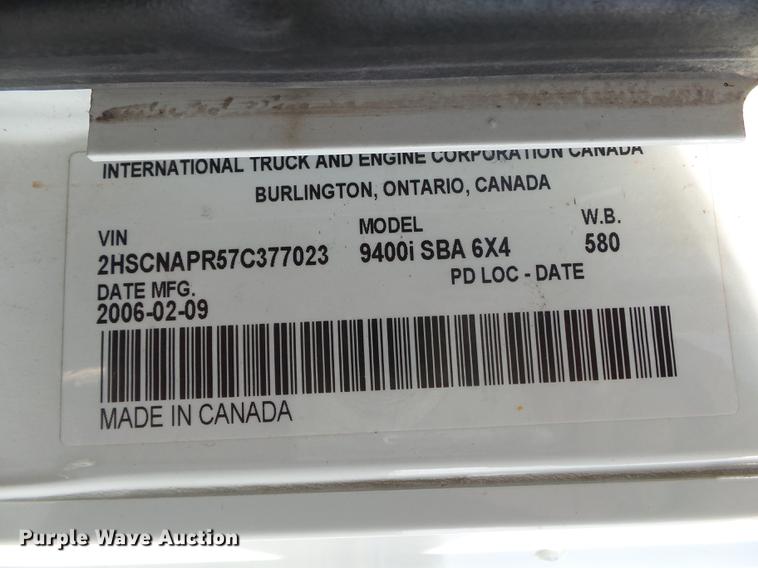 INTERNATIONAL TRUCK AND ENGINE CORPORATION CANADA
BURLINGTON, ONTARIO, CANADA
VIN MODEL W.B.
2HSCNAPR57C377023 9400i SBA 6X4 580
DATE MFG. PD LOC - DATE
2006-02-09
MADE IN CANADA
Purple Wave Auction